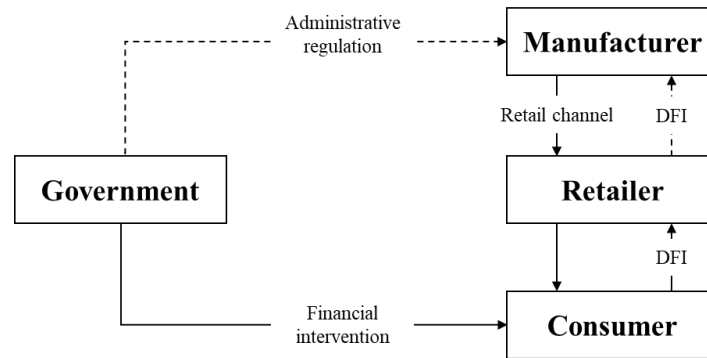 Administrative
regulation
Manufacturer
Retail channel
DFI
Government
Retailer
DFI
Financial
intervention
Consumer